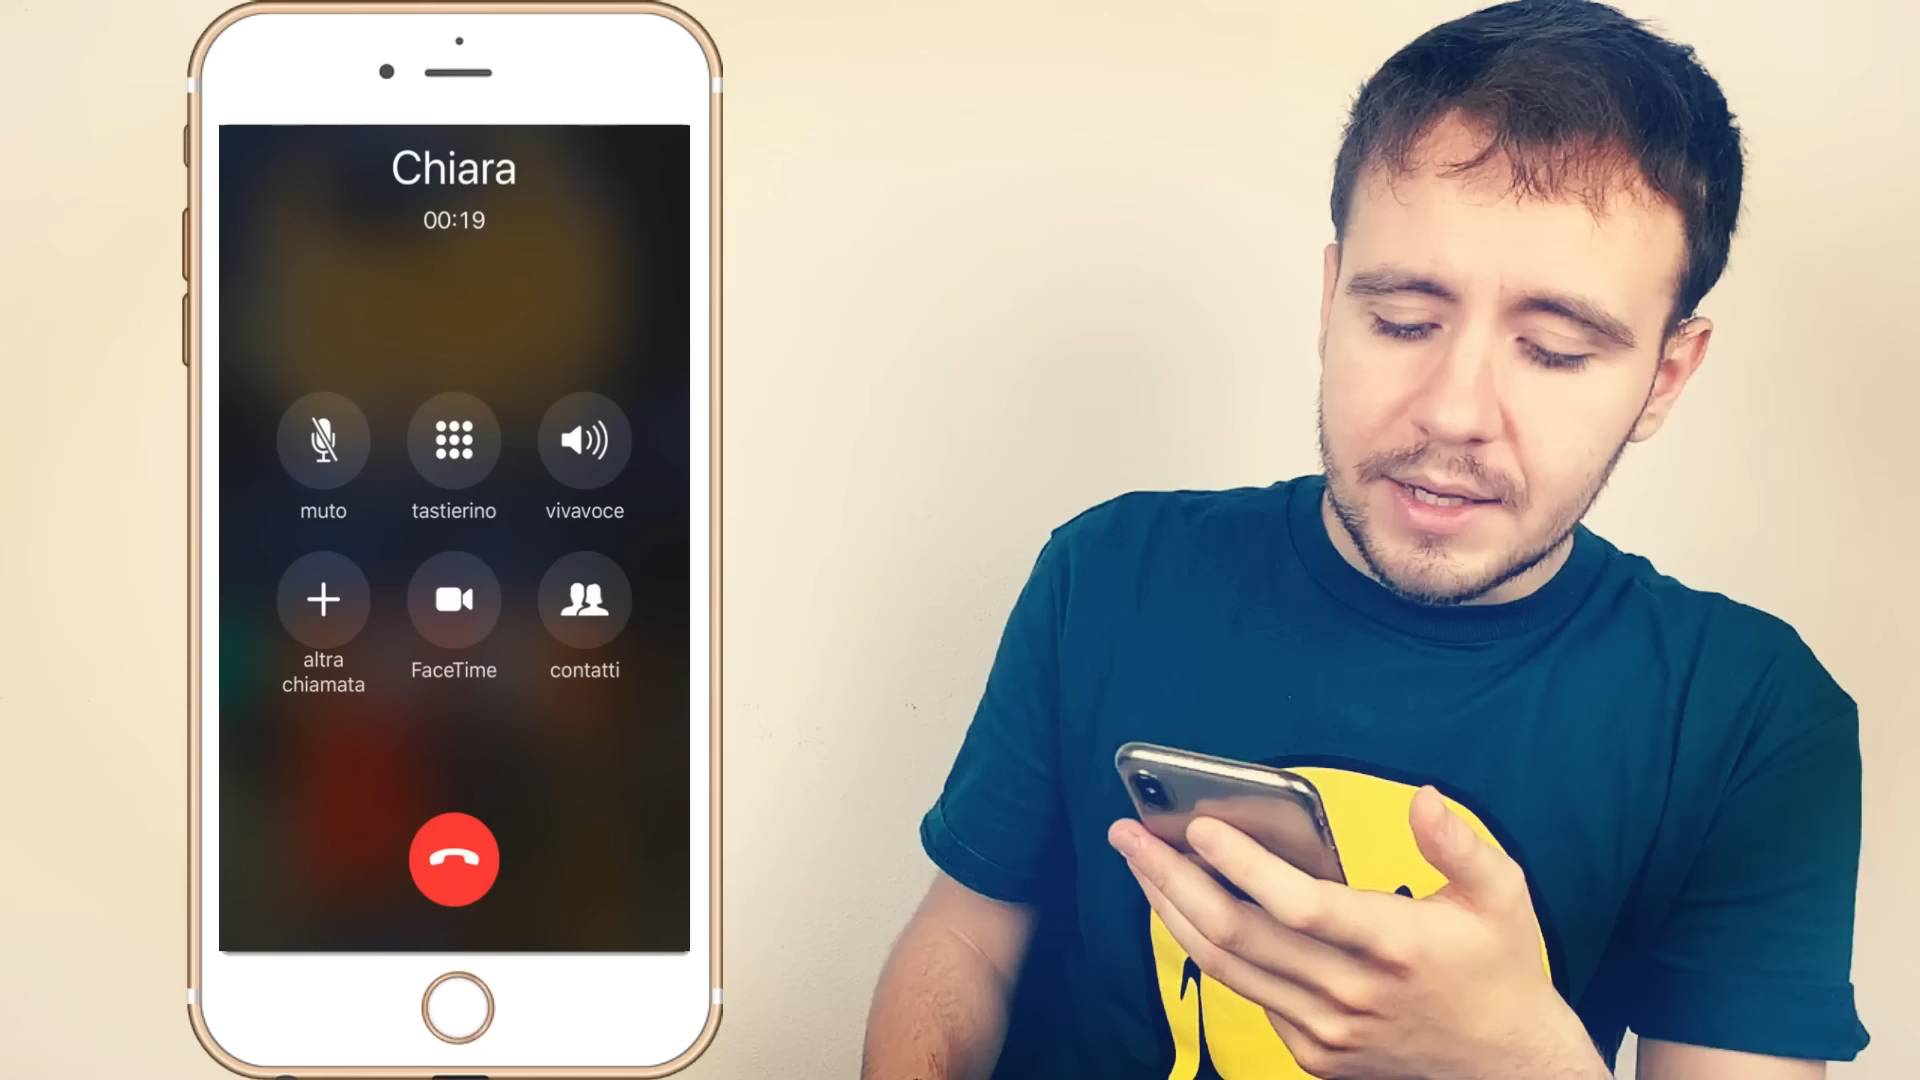 Chiara
00:19
muto
tastierino
vivavoce
altra
chiamata
FaceTime
contatti